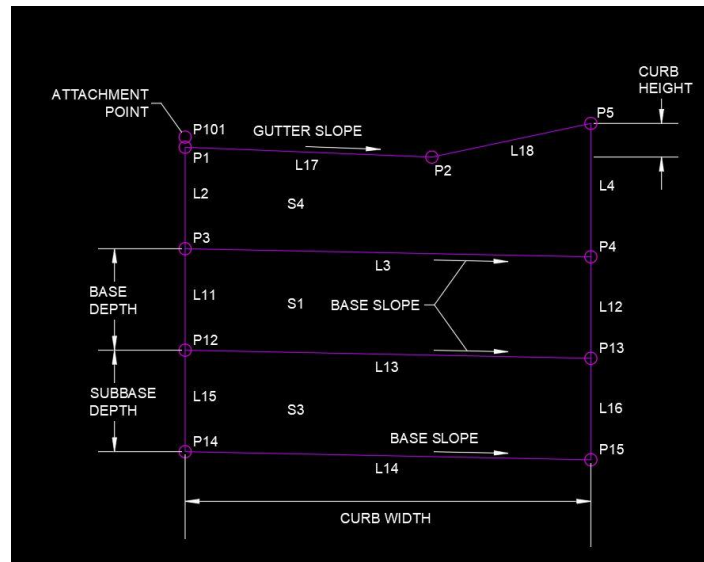 CURB
HEIGHT
ATTACHMENT
POINT
P101
P5
GUTTER SLOPE
P1
L17
P2
L18
L2
S4
L4
P3
P4
L3
BASE
DEPTH
L11
S1
BASE SLOPE
L12
P12
P13
L13
SUBBASE
DEPTH
L15
S3
L16
P14
BASE SLOPE
P15
L14
CURB WIDTH